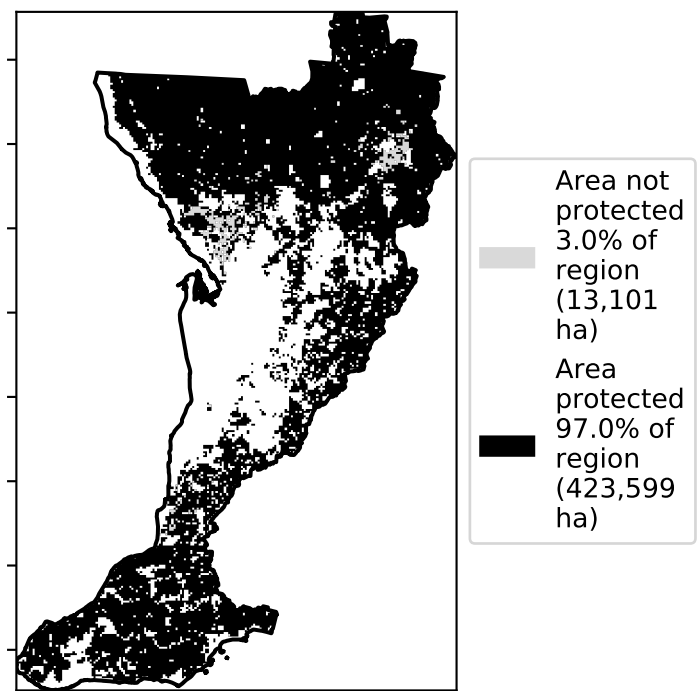 Area not
protected
3.0% of
region
(13,101
ha)
Area
protected
97.0% of
region
(423,599
ha)